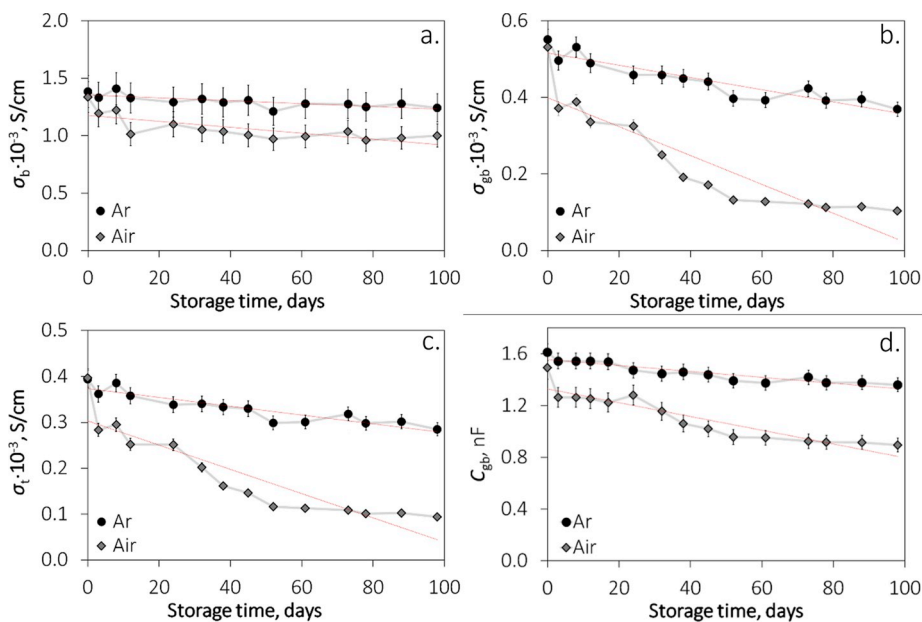 a.
σb·10-3, S/cm
2.0
1.5
1.0
0.5
0.0
Ar
Air
0 20 40 60 80 100
Storage time, days
b.
σgb·10-3, S/cm
0.6
0.4
0.2
0.0
Ar
Air
0 20 40 60 80 100
Storage time, days
c.
σt·10-3, S/cm
0.5
0.4
0.3
0.2
0.1
0.0
Ar
Air
0 20 40 60 80 100
Storage time, days
d.
Cgb, nF
1.6
1.2
0.8
0.4
0.0
Ar
Air
0 20 40 60 80 100
Storage time, days